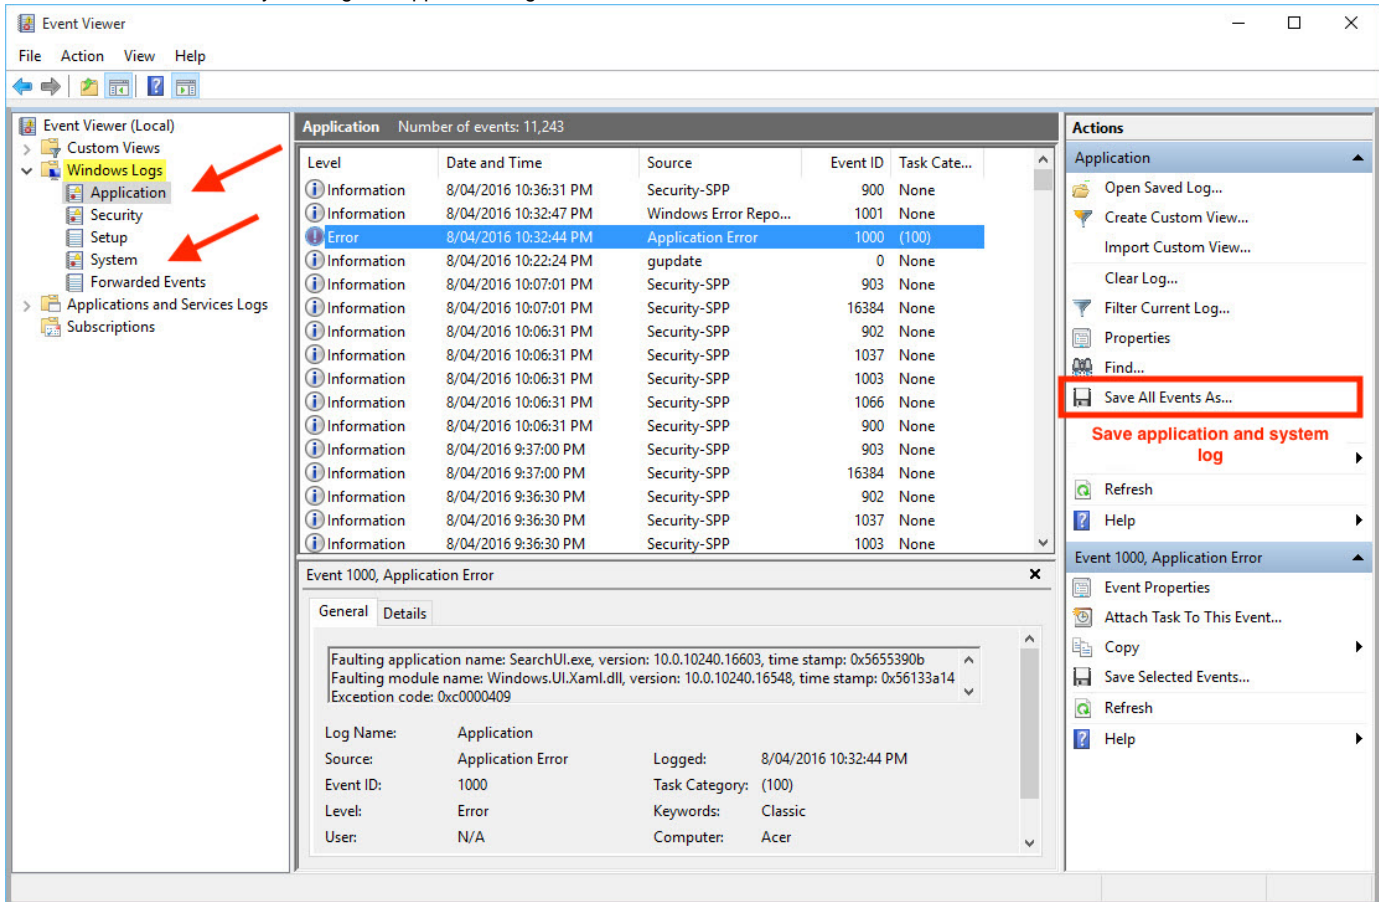 Event Viewer
File Action View Help
Event Viewer (Local)
Custom Views
Windows Logs
Application
Security
Setup
System
Forwarded Events
Applications and Services Logs
Subscriptions
Application Number of events: 11,243
Level Date and Time Source Event ID Task Cate...
Information 8/04/2016 10:36:31 PM Security-SPP 900 None
Information 8/04/2016 10:32:47 PM Windows Error Repo... 1001 None
Error 8/04/2016 10:32:44 PM Application Error 1000 (100)
Information 8/04/2016 10:22:24 PM gupdate 0 None
Information 8/04/2016 10:07:01 PM Security-SPP 903 None
Information 8/04/2016 10:07:01 PM Security-SPP 16384 None
Information 8/04/2016 10:06:31 PM Security-SPP 902 None
Information 8/04/2016 10:06:31 PM Security-SPP 1037 None
Information 8/04/2016 10:06:31 PM Security-SPP 1003 None
Information 8/04/2016 10:06:31 PM Security-SPP 1066 None
Information 8/04/2016 10:06:31 PM Security-SPP 900 None
Information 8/04/2016 9:37:00 PM Security-SPP 903 None
Information 8/04/2016 9:37:00 PM Security-SPP 16384 None
Information 8/04/2016 9:36:30 PM Security-SPP 902 None
Information 8/04/2016 9:36:30 PM Security-SPP 1037 None
Information 8/04/2016 9:36:30 PM Security-SPP 1003 None
Event 1000, Application Error
General Details
Faulting application name: SearchUI.exe, version: 10.0.10240.16603, time stamp: 0x5655390b
Faulting module name: Windows.UI.Xaml.dll, version: 10.0.10240.16548, time stamp: 0x56133a14
Exception code: 0xc0000409
Log Name: Application
Source: Application Error Logged: 8/04/2016 10:32:44 PM
Event ID: 1000 Task Category: (100)
Level: Error Keywords: Classic
User: N/A Computer: Acer
Actions
Application
Open Saved Log...
Create Custom View...
Import Custom View...
Clear Log...
Filter Current Log...
Properties
Find...
Save All Events As...
Save application and system
log
Refresh
Help
Event 1000, Application Error
Event Properties
Attach Task To This Event...
Copy
Save Selected Events...
Refresh
Help